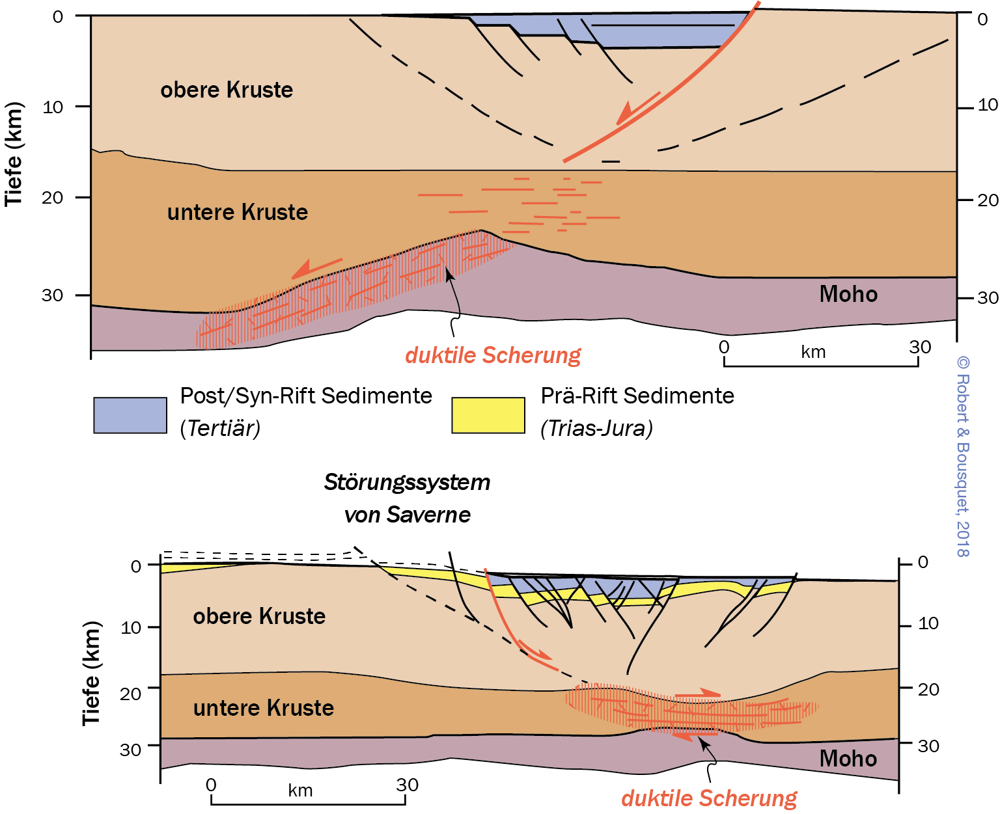 0
0
obere Kruste
10
10
Tiefe (km)
20
20
untere Kruste
30
30
Moho
0
km
30
duktile Scherung
Post/Syn-Rift Sedimente
(Tertiär)
Prä-Rift Sedimente
(Trias-Jura)
© Robert & Bousquet, 2018
Störungssystem
von Saverne
0
0
obere Kruste
10
10
Tiefe (km)
20
20
untere Kruste
30
30
Moho
0
km
30
duktile Scherung